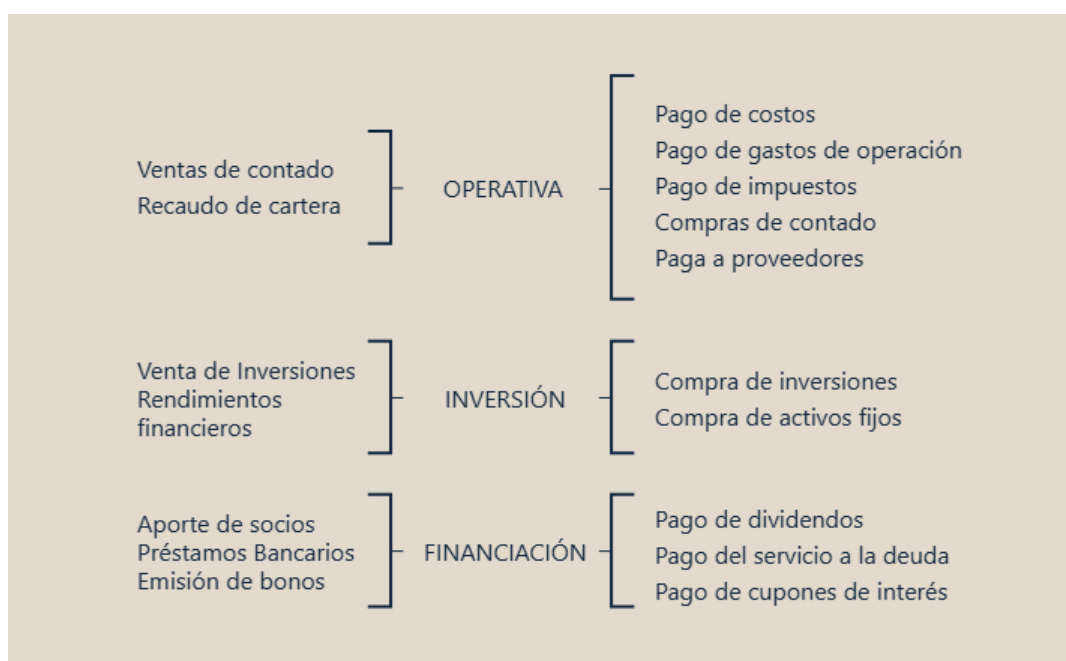 Ventas de contado
Recaudo de cartera
OPERATIVA
Pago de costos
Pago de gastos de operación
Pago de impuestos
Compras de contado
Paga a proveedores
Venta de Inversiones
Rendimientos
financieros
INVERSIÓN
Compra de inversiones
Compra de activos fijos
Aporte de socios
Préstamos Bancarios
Emisión de bonos
FINANCIACIÓN
Pago de dividendos
Pago del servicio a la deuda
Pago de cupones de interés